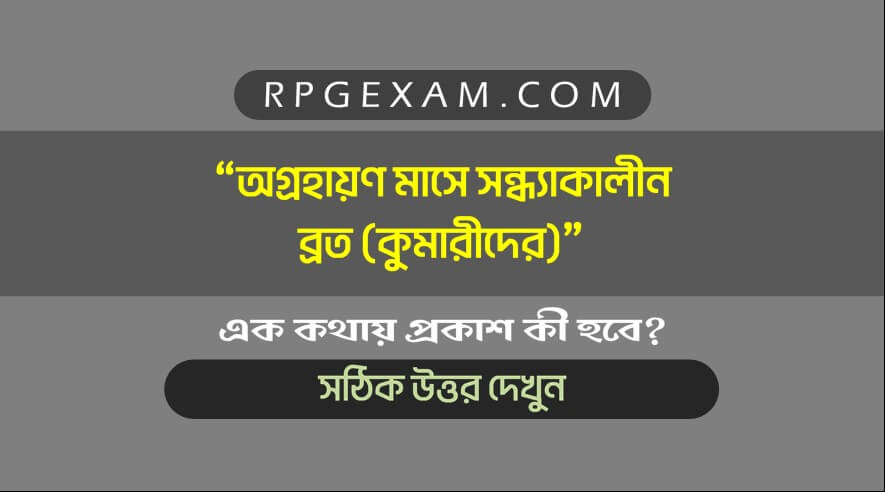 RPGEXAM.COM
“অগ্রহায়ণ মাসে সন্ধ্যাকালীন
ব্রত (কুমারীদের)”
এক কথায় প্রকাশ কী হবে?
সঠিক উত্তর দেখুন